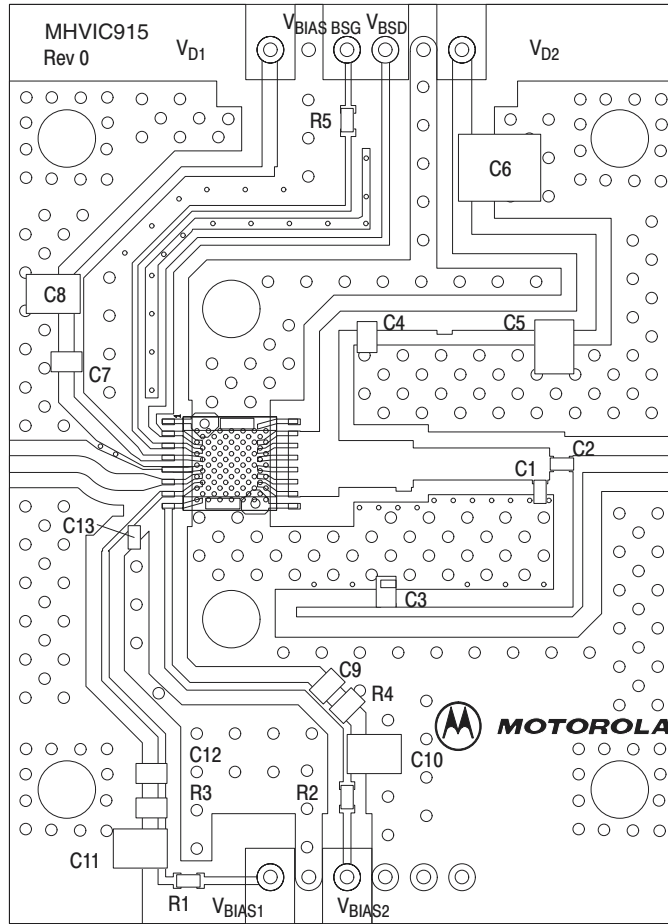 MHVIC915
Rev 0
VD1
VBIAS BSG
VBSD
VD2
R5
C6
C8
C4
C5
C7
1
C2
C1
C13
C3
C9
R4
MOTOROLA
C12
C10
R3
R2
C11
R1
VBIAS1
VBIAS2